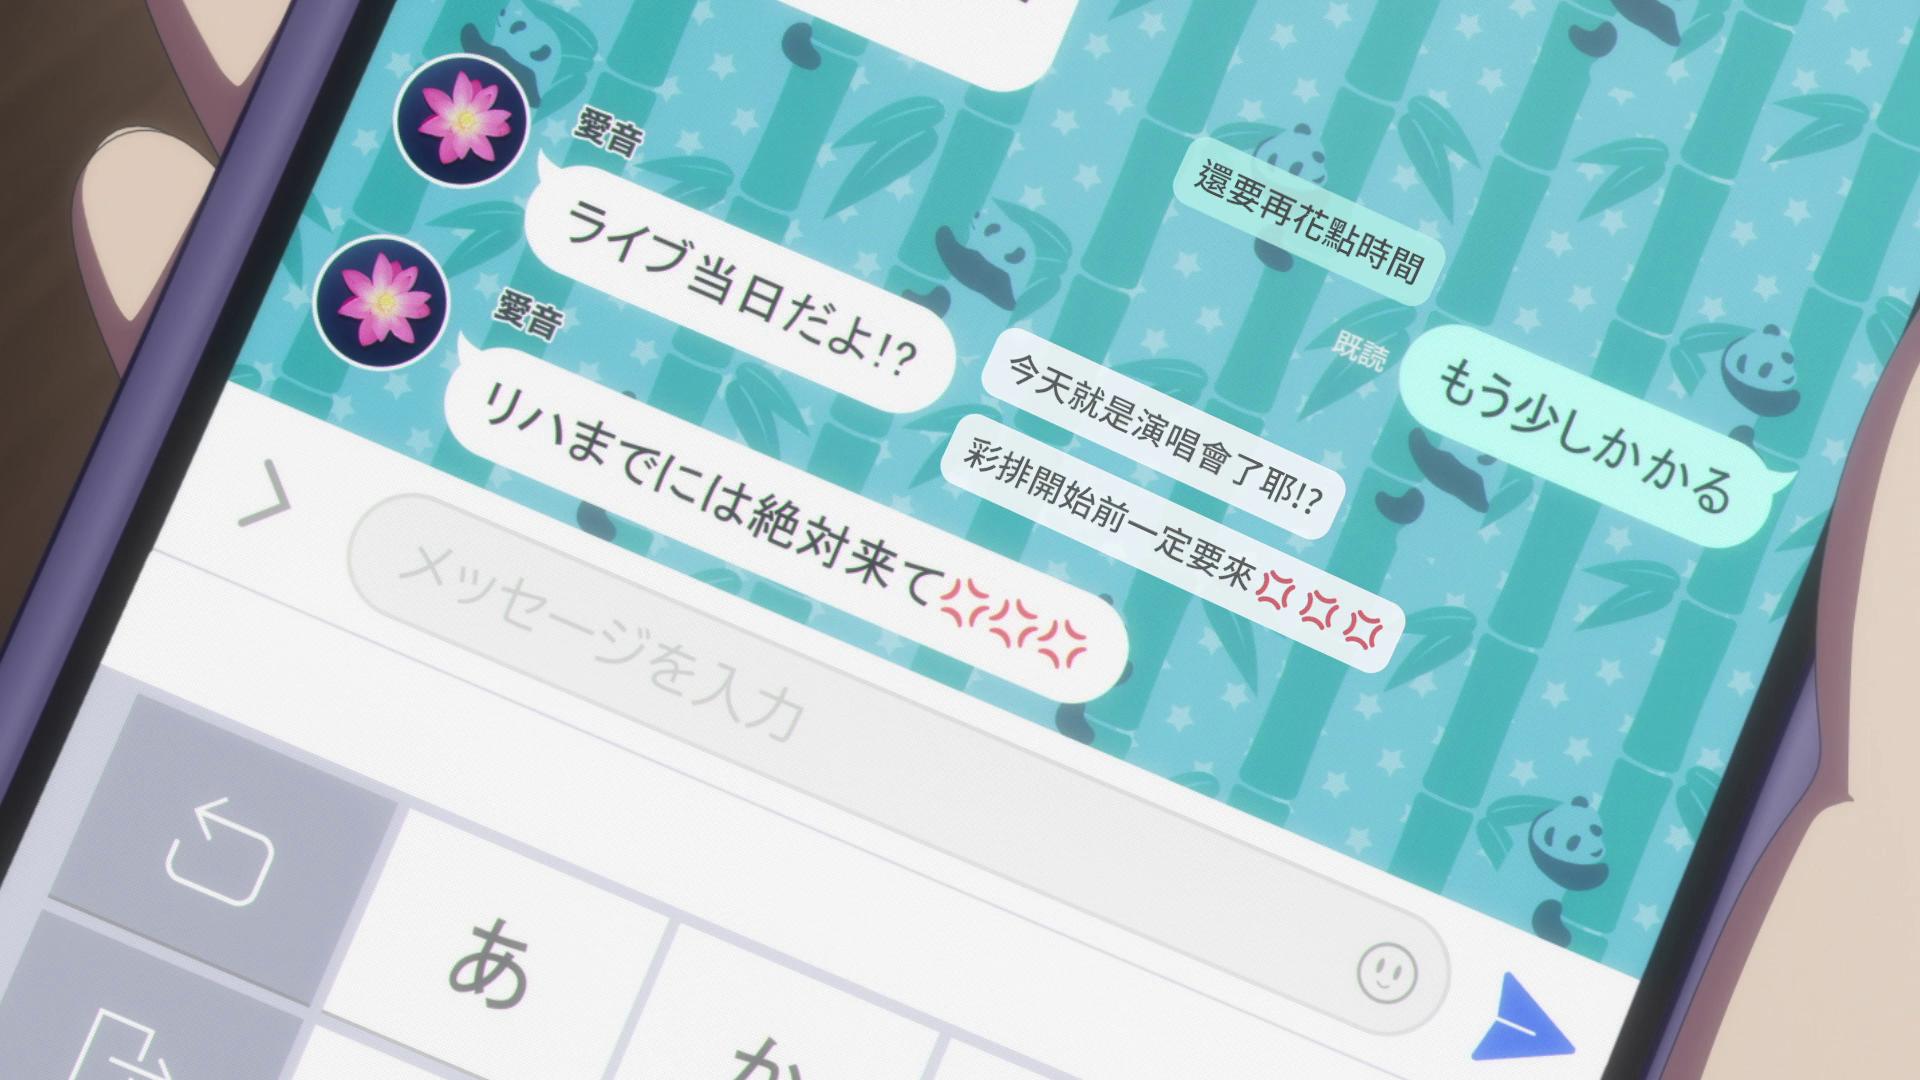 愛音
ライブ当日だよ!?
今天就是演唱會了耶!?
還要再花點時間
既読
もう少しかかる
愛音
リハまでには絶対来て💢💢💢
彩排開始前一定要來💢💢💢
メッセージを入力
あ
か